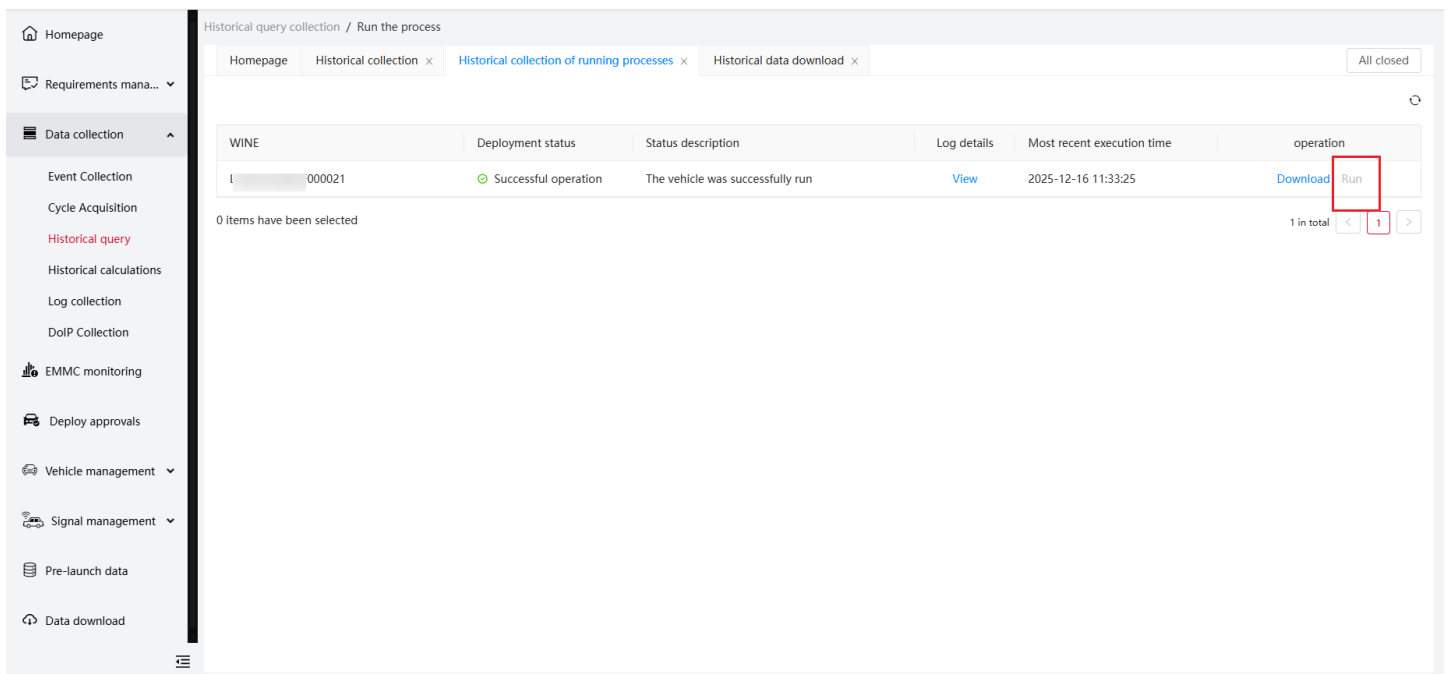 Homepage
Requirements mana...
Data collection
Event Collection
Cycle Acquisition
Historical query
Historical calculations
Log collection
DoIP Collection
EMMC monitoring
Deploy approvals
Vehicle management
Signal management
Pre-launch data
Data download
Historical query collection / Run the process
Homepage Historical collection × Historical collection of running processes × Historical data download × All closed
WINE Deployment status Status description Log details Most recent execution time operation
000021 Successful operation The vehicle was successfully run View 2025-12-16 11:33:25 Download Run
0 items have been selected 1 in total < 1 >